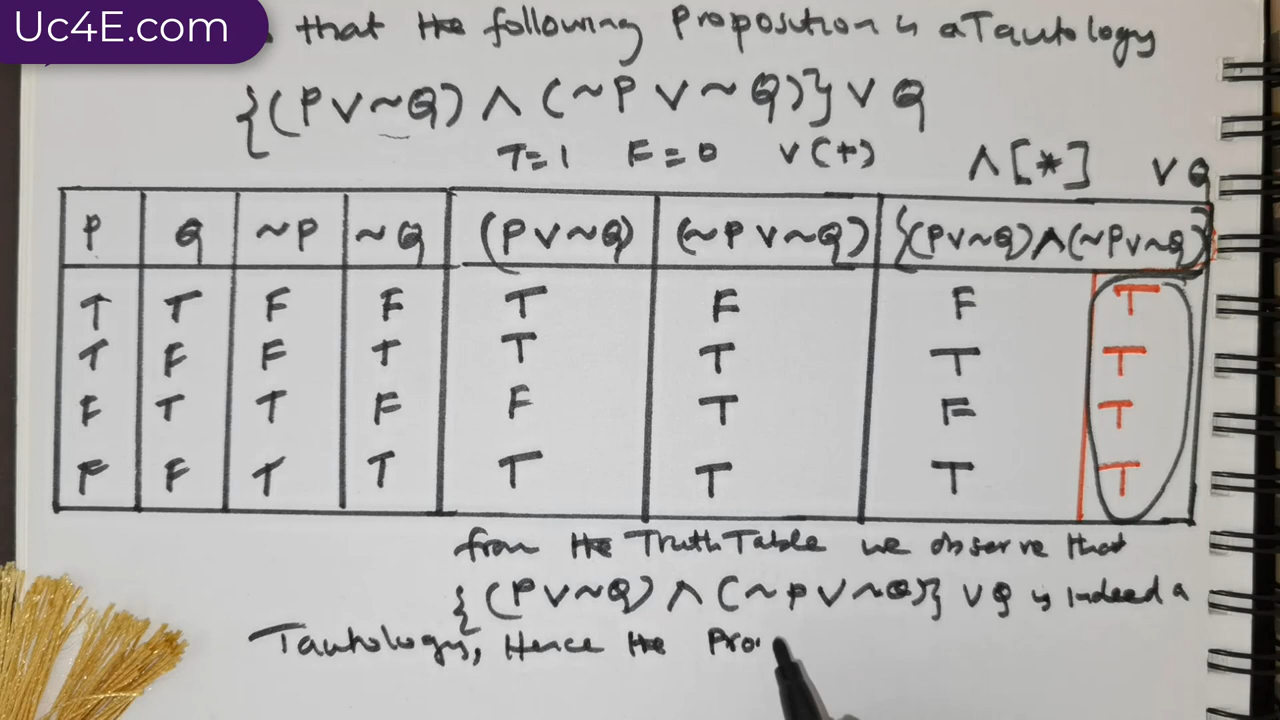 Uc4E.com
that the following Proposition is a Tautology
{(P∨~Q) ∧ (~P ∨ ~Q)} ∨ Q
T=1 F=0 ∨(+) ∧[*] ∨Q
P Q ~P ~Q (P∨~Q) (~P∨~Q) {(P∨~Q)∧(~P∨~Q)}
T T F F T F F T
T F F T T T T T
F T T F F T F T
F F T T T T T T
from the Truth Table we observe that
{(P∨~Q) ∧ (~P∨~Q)} ∨Q is indeed a
Tautology, Hence the Pro